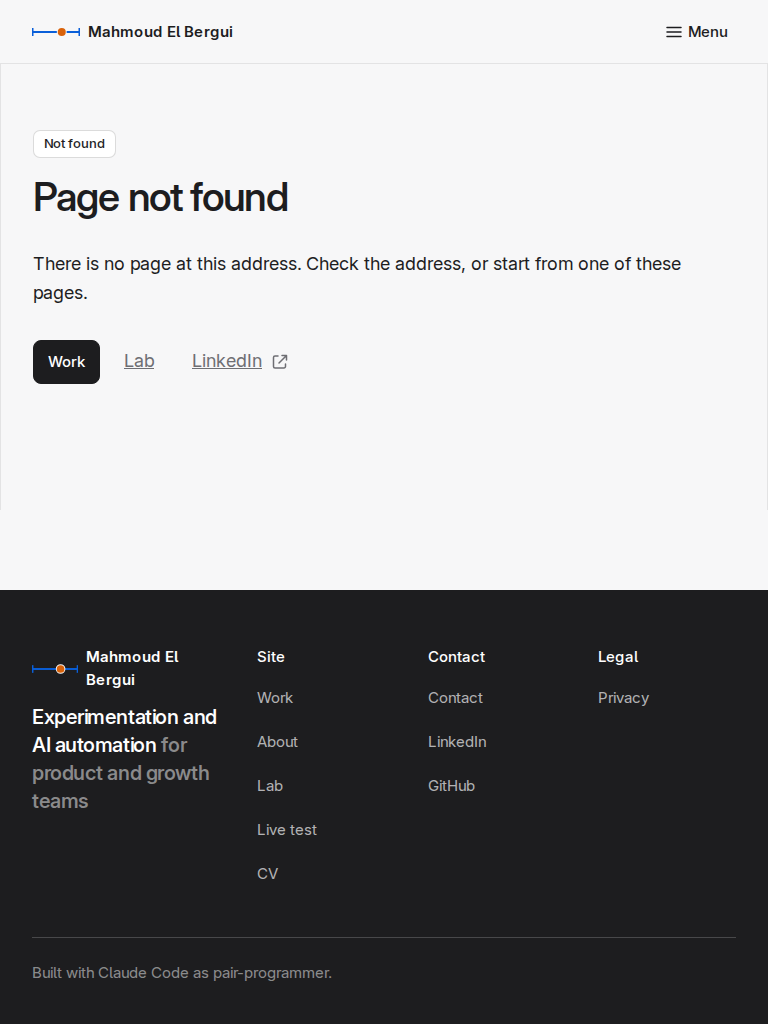 Mahmoud El Bergui
Menu
Not found
Page not found
There is no page at this address. Check the address, or start from one of these
pages.
Work
Lab
LinkedIn
Mahmoud El
Bergui
Experimentation and
AI automation for
product and growth
teams
Site
Work
About
Lab
Live test
CV
Contact
Contact
LinkedIn
GitHub
Legal
Privacy
Built with Claude Code as pair-programmer.